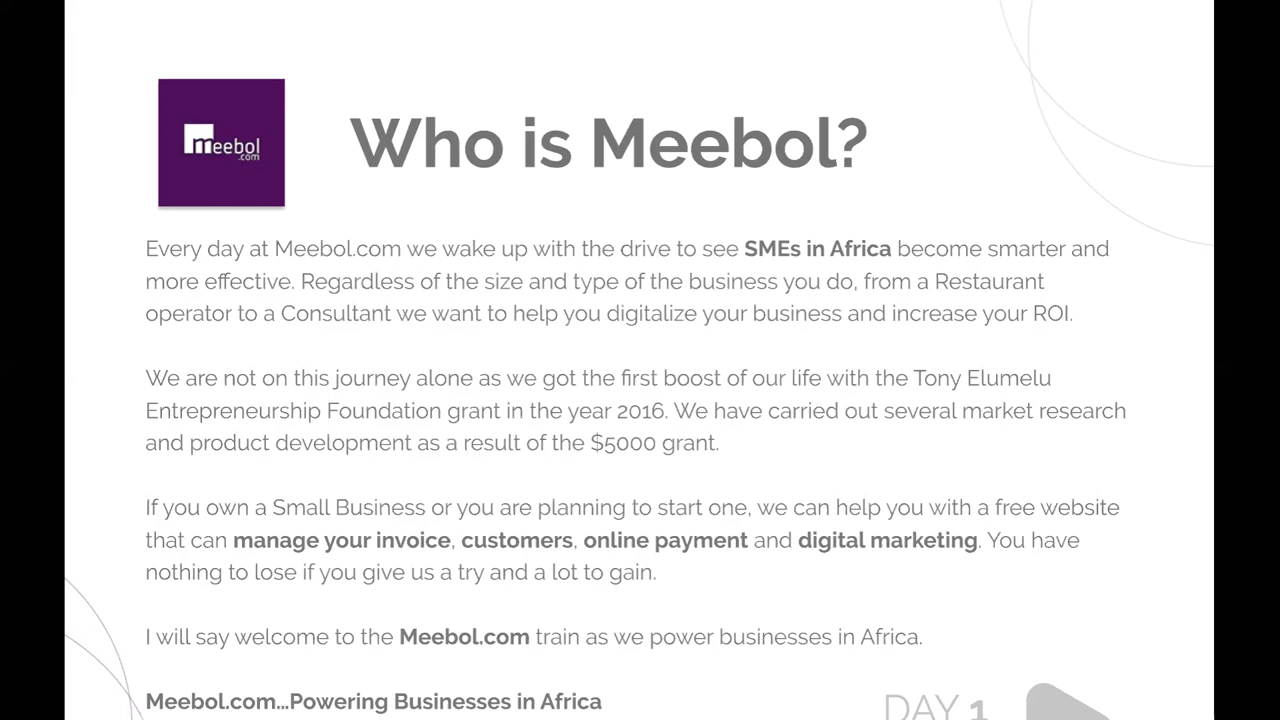 meebol
.com
Who is Meebol?
Every day at Meebol.com we wake up with the drive to see SMEs in Africa become smarter and
more effective. Regardless of the size and type of the business you do, from a Restaurant
operator to a Consultant we want to help you digitalize your business and increase your ROI.
We are not on this journey alone as we got the first boost of our life with the Tony Elumelu
Entrepreneurship Foundation grant in the year 2016. We have carried out several market research
and product development as a result of the $5000 grant.
If you own a Small Business or you are planning to start one, we can help you with a free website
that can manage your invoice, customers, online payment and digital marketing. You have
nothing to lose if you give us a try and a lot to gain.
I will say welcome to the Meebol.com train as we power businesses in Africa.
Meebol.com...Powering Businesses in Africa
DAY 1